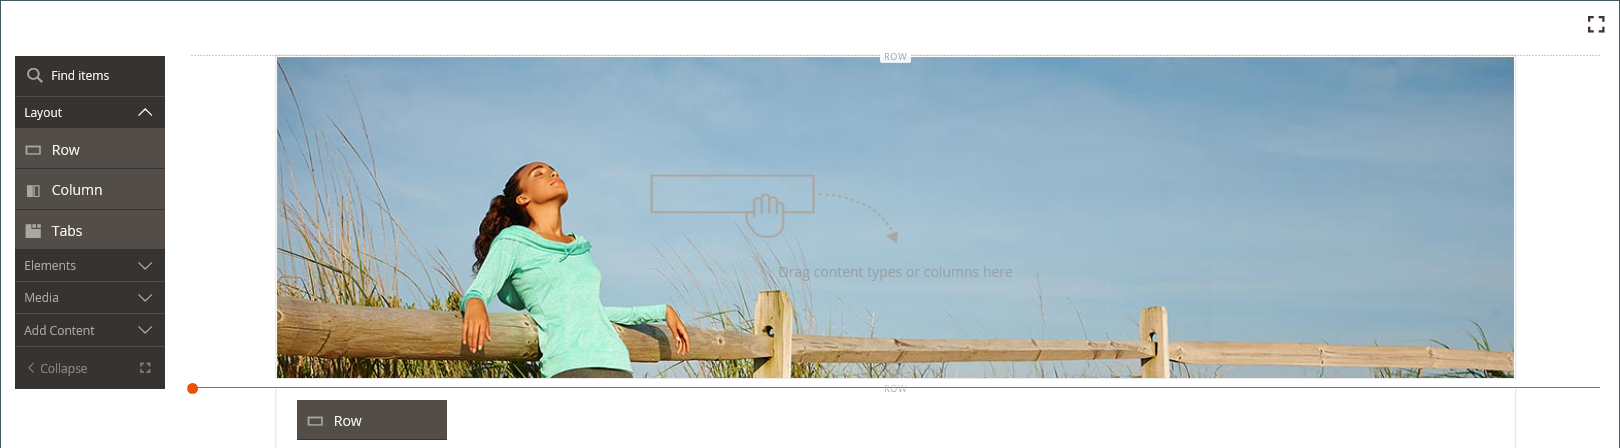 ROW
Find items
Layout
Row
Column
Tabs
Elements
Media
Add Content
Collapse
Drag content types or columns here
ROW
Row